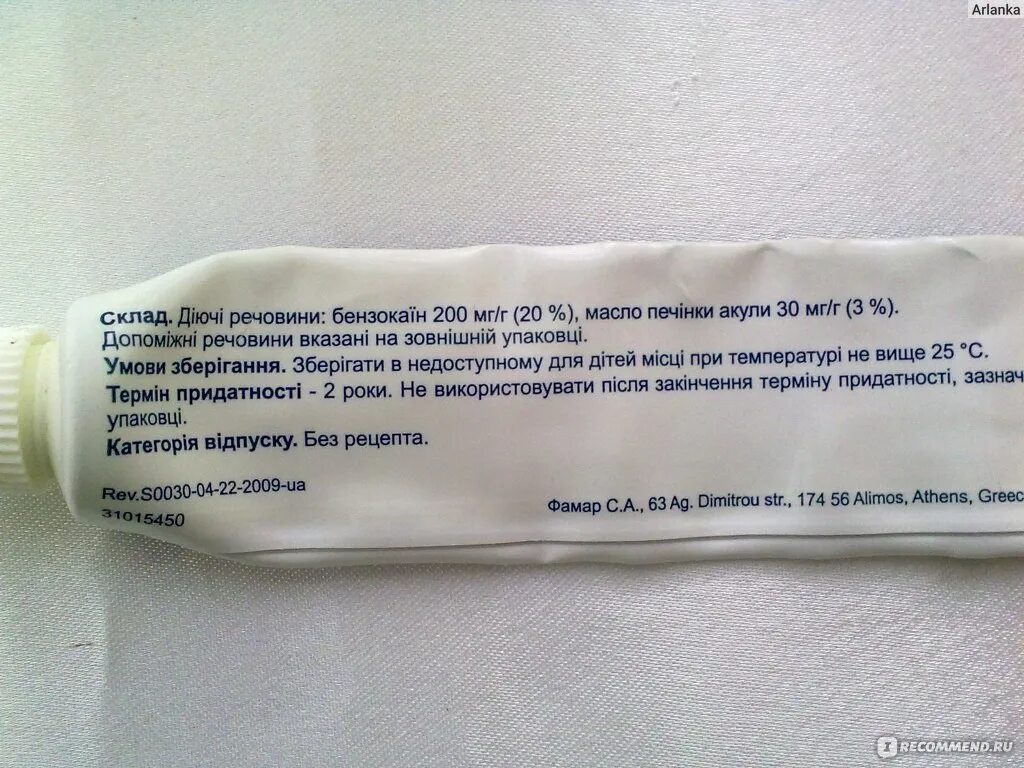 Arlanka
Склад. Діючі речовини: бензокаїн 200 мг/г (20 %), масло печінки акули 30 мг/г (3 %).
Допоміжні речовини вказані на зовнішній упаковці.
Умови зберігання. Зберігати в недоступному для дітей місці при температурі не вище 25 °C.
Термін придатності - 2 роки. Не використовувати після закінчення терміну придатності, зазнач
упаковці.
Категорія відпуску. Без рецепта.
Rev.S0030-04-22-2009-ua
31015450
Фамар С.А., 63 Ag. Dimitrou str., 174 56 Alimos, Athens, Greec
IRECOMMEND.RU